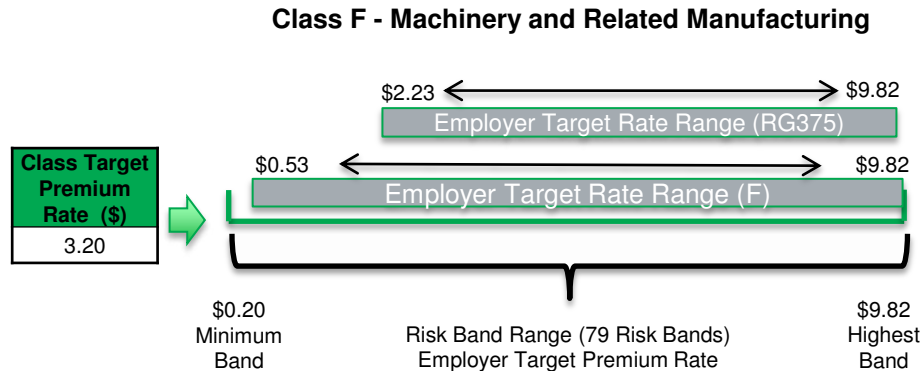 Class F - Machinery and Related Manufacturing
$2.23
$9.82
Employer Target Rate Range (RG375)
$0.53
$9.82
Employer Target Rate Range (F)
Class Target
Premium
Rate ($)
3.20
$0.20
Minimum
Band
Risk Band Range (79 Risk Bands)
Employer Target Premium Rate
$9.82
Highest
Band